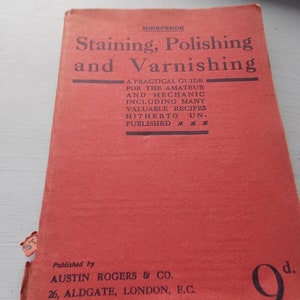 NINEPENCE
Staining, Polishing
and Varnishing
A PRACTICAL GUIDE
FOR THE AMATEUR
AND MECHANIC
INCLUDING MANY
VALUABLE RECIPES
HITHERTO UN-
PUBLISHED
Published by
AUSTIN ROGERS & CO.
26, ALDGATE, LONDON, E.C.
9d.